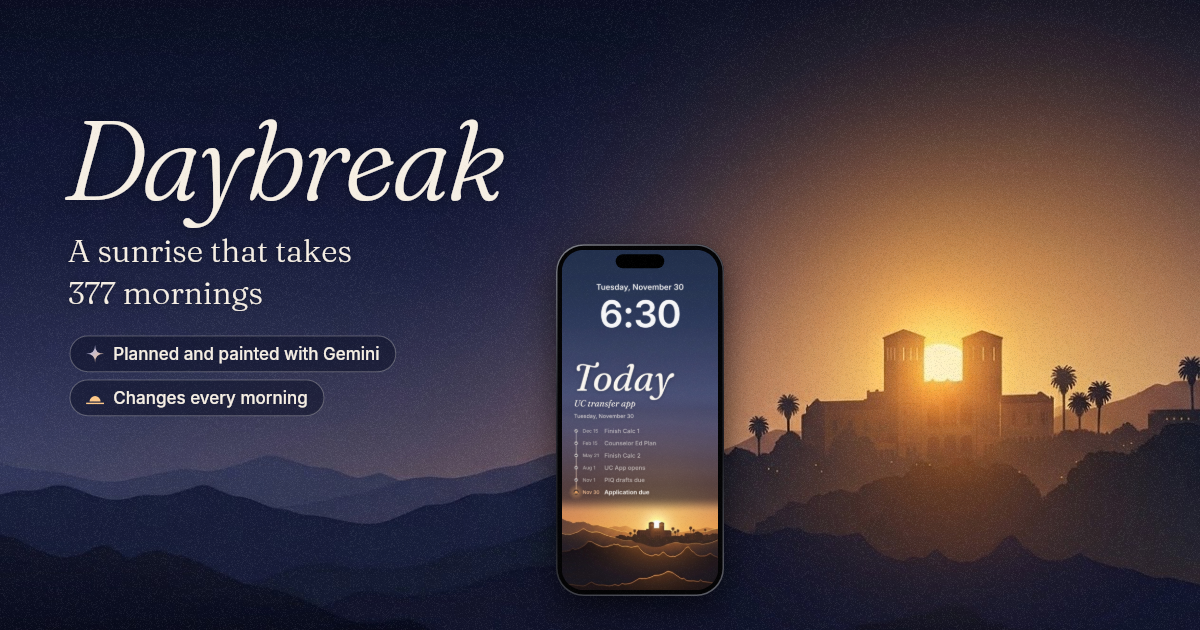 Daybreak
A sunrise that takes
377 mornings
Planned and painted with Gemini
Changes every morning
Tuesday, November 30
6:30
Today
UC transfer app
Tuesday, November 30
Dec 15 Finish Calc 1
Feb 15 Counselor Ed Plan
May 21 Finish Calc 2
Aug 1 UC App opens
Nov 1 PIQ drafts due
Nov 30 Application due